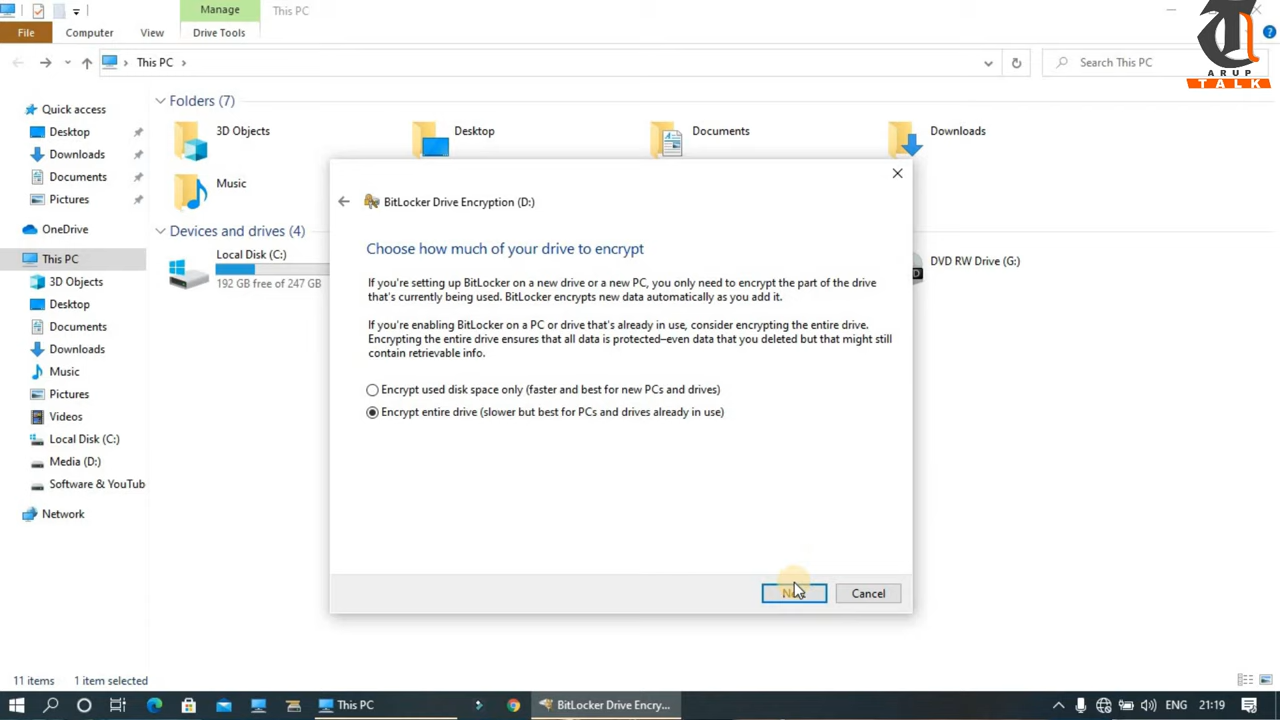 Manage
This PC
File
Computer
View
Drive Tools
This PC
Search This PC
ARUP
TALK
Quick access
Desktop
Downloads
Documents
Pictures
OneDrive
This PC
3D Objects
Desktop
Documents
Downloads
Music
Pictures
Videos
Local Disk (C:)
Media (D:)
Software & YouTub
Network
Folders (7)
3D Objects
Desktop
Documents
Downloads
Music
Devices and drives (4)
Local Disk (C:)
192 GB free of 247 GB
DVD RW Drive (G:)
BitLocker Drive Encryption (D:)
Choose how much of your drive to encrypt
If you're setting up BitLocker on a new drive or a new PC, you only need to encrypt the part of the drive
that's currently being used. BitLocker encrypts new data automatically as you add it.
If you're enabling BitLocker on a PC or drive that's already in use, consider encrypting the entire drive.
Encrypting the entire drive ensures that all data is protected–even data that you deleted but that might still
contain retrievable info.
Encrypt used disk space only (faster and best for new PCs and drives)
Encrypt entire drive (slower but best for PCs and drives already in use)
Cancel
11 items
1 item selected
This PC
BitLocker Drive Encry...
ENG
21:19